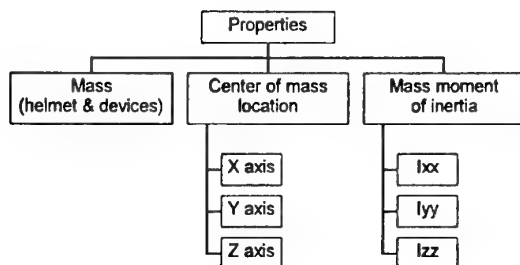 Properties
Mass
(helmet & devices)
Center of mass
location
Mass moment
of inertia
X axis
Y axis
Z axis
Ixx
Iyy
Izz